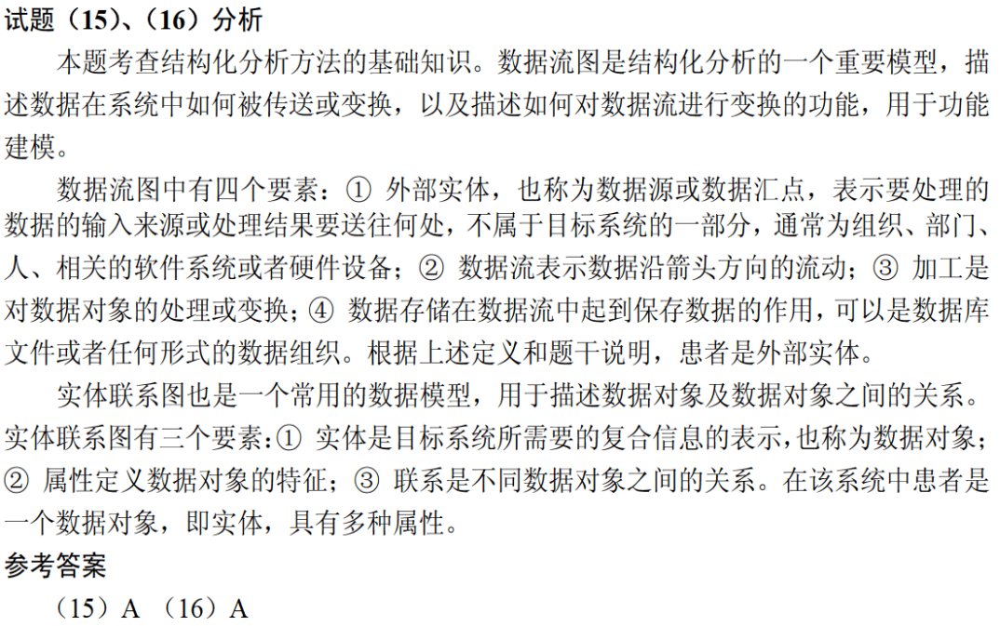 试题（15）、（16）分析
本题考查结构化分析方法的基础知识。数据流图是结构化分析的一个重要模型，描
述数据在系统中如何被传送或变换，以及描述如何对数据流进行变换的功能，用于功能
建模。
数据流图中有四个要素：① 外部实体，也称为数据源或数据汇点，表示要处理的
数据的输入来源或处理结果要送往何处，不属于目标系统的一部分，通常为组织、部门、
人、相关的软件系统或者硬件设备；② 数据流表示数据沿箭头方向的流动；③ 加工是
对数据对象的处理或变换；④ 数据存储在数据流中起到保存数据的作用，可以是数据库
文件或者任何形式的数据组织。根据上述定义和题干说明，患者是外部实体。
实体联系图也是一个常用的数据模型，用于描述数据对象及数据对象之间的关系。
实体联系图有三个要素：① 实体是目标系统所需要的复合信息的表示，也称为数据对象；
② 属性定义数据对象的特征；③ 联系是不同数据对象之间的关系。在该系统中患者是
一个数据对象，即实体，具有多种属性。
参考答案
（15）A （16）A